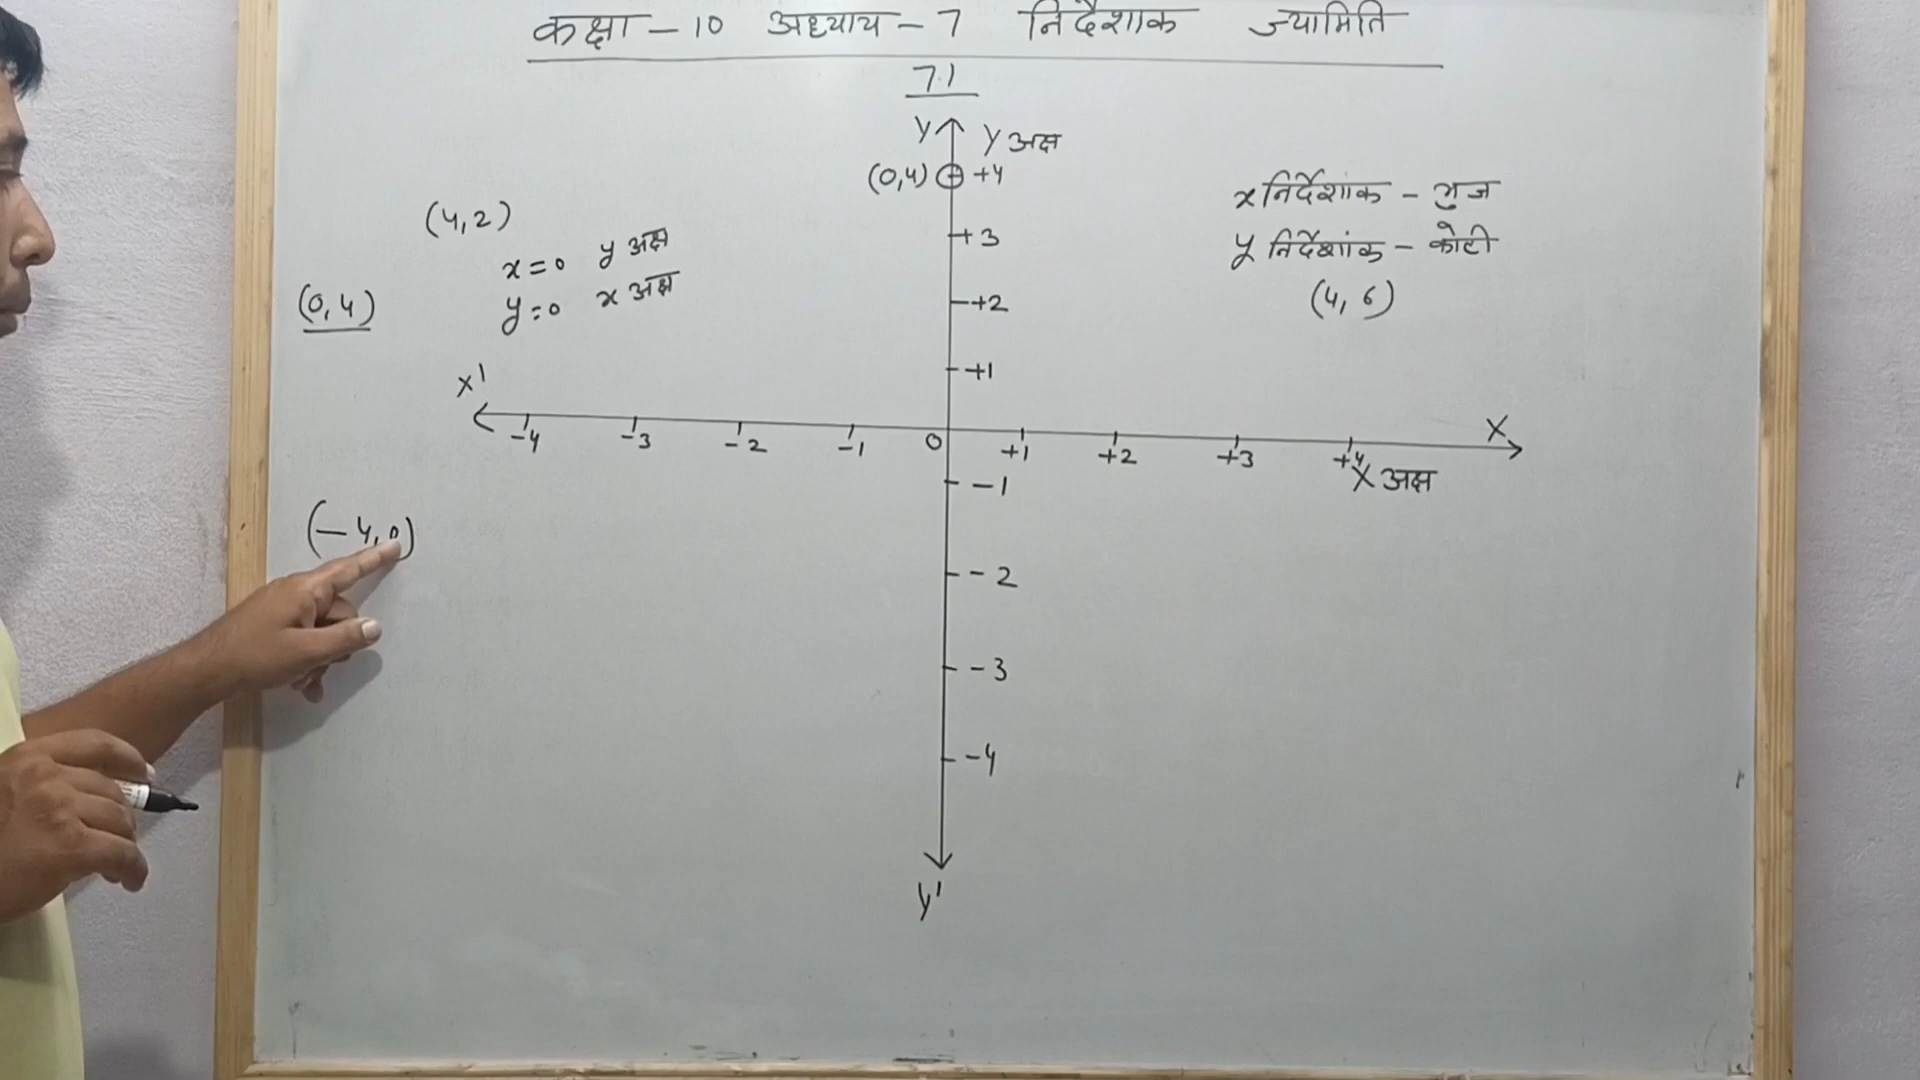 कक्षा – 10 अध्याय – 7 निर्देशाक ज्यामिति
7.1
Y Y अक्ष
(0,4) +4
+3
+2
+1
(4,2)
x=0 y अक्ष
y=0 x अक्ष
(0,4)
x निर्देशांक – भुज
y निर्देशांक – कोटी
(4, 6)
X'
-4 -3 -2 -1 0 +1 +2 +3 +4
X
X अक्ष
(-4,0)
-1
-2
-3
-4
Y'